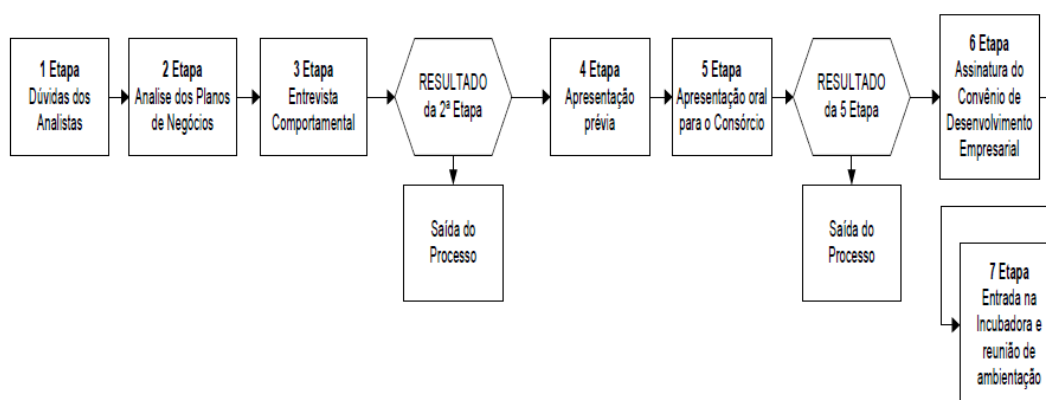 1 Etapa
Dúvidas dos
Analistas
2 Etapa
Analise dos Planos
de Negócios
3 Etapa
Entrevista
Comportamental
RESULTADO
da 2ª Etapa
Saída do
Processo
4 Etapa
Apresentação
prévia
5 Etapa
Apresentação oral
para o Consórcio
RESULTADO
da 5 Etapa
Saída do
Processo
6 Etapa
Assinatura do
Convênio de
Desenvolvimento
Empresarial
7 Etapa
Entrada na
Incubadora e
reunião de
ambientação